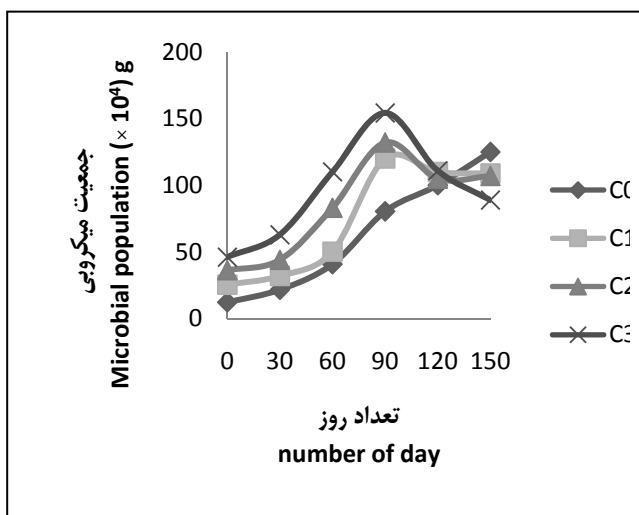 200
150
100
50
0
جمعیت میکروبی
Microbial population (× 10⁴) g
0 30 60 90 120 150
تعداد روز
number of day
C0
C1
C2
C3